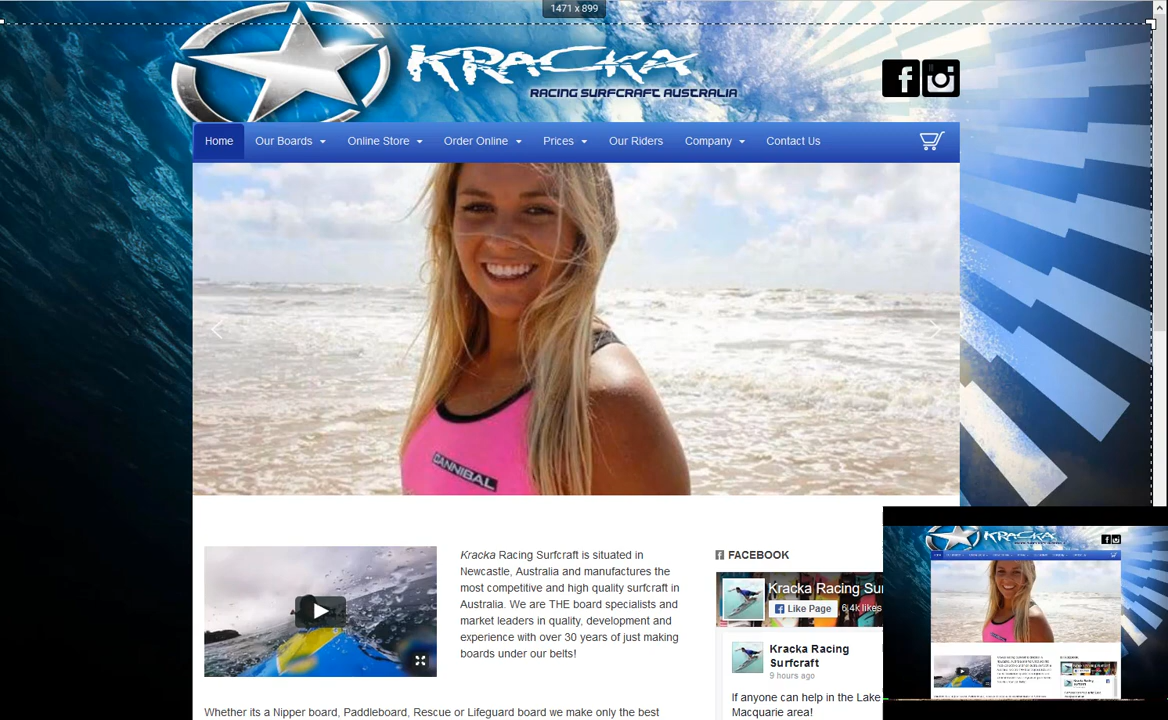 1471 x 899
KRACKA
RACING SURFCRAFT AUSTRALIA
Home Our Boards Online Store Order Online Prices Our Riders Company Contact Us
CANNIBAL
Kracka Racing Surfcraft is situated in
Newcastle, Australia and manufactures the
most competitive and high quality surfcraft in
Australia. We are THE board specialists and
market leaders in quality, development and
experience with over 30 years of just making
boards under our belts!
Whether its a Nipper board, Paddleboard, Rescue or Lifeguard board we make only the best
FACEBOOK
Kracka Racing Su
Like Page 6.4k likes
Kracka Racing
Surfcraft
9 hours ago
If anyone can help in the Lake
Macquarie area!
KRACKA